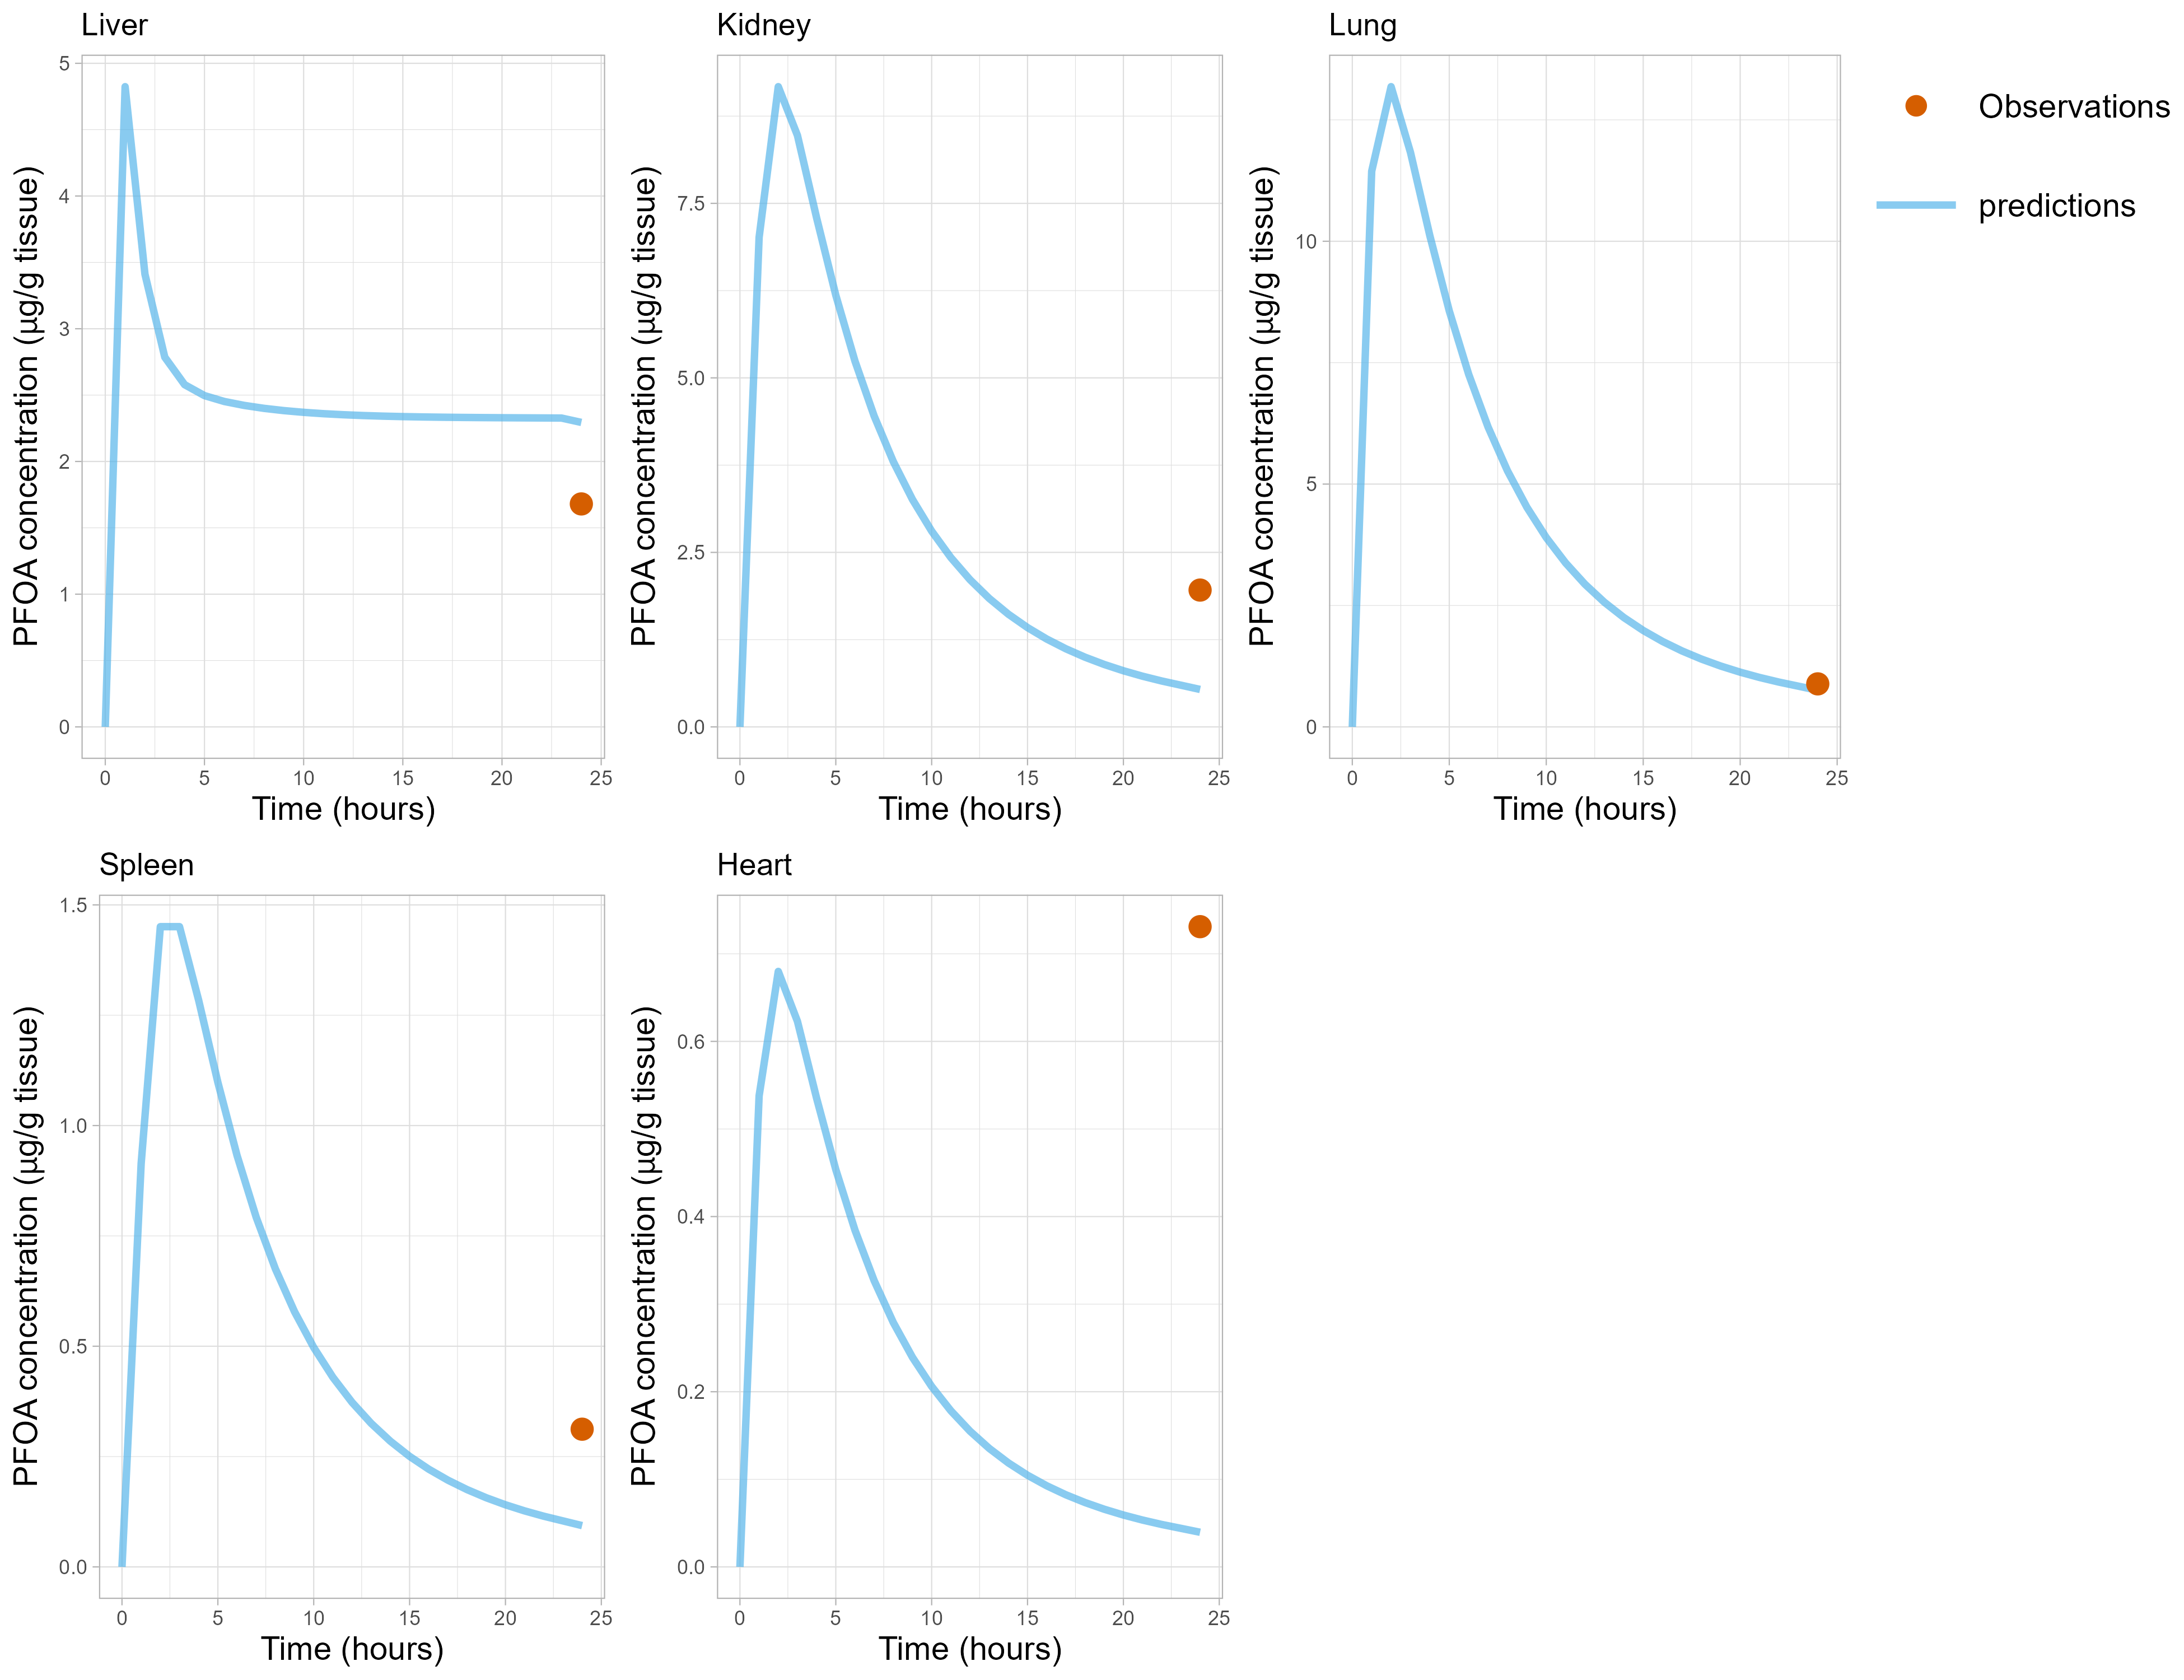 Liver
PFOA concentration (µg/g tissue)
5
4
3
2
1
0
0 5 10 15 20 25
Time (hours)
Kidney
PFOA concentration (µg/g tissue)
7.5
5.0
2.5
0.0
0 5 10 15 20 25
Time (hours)
Lung
PFOA concentration (µg/g tissue)
10
5
0
0 5 10 15 20 25
Time (hours)
Observations
predictions
Spleen
PFOA concentration (µg/g tissue)
1.5
1.0
0.5
0.0
0 5 10 15 20 25
Time (hours)
Heart
PFOA concentration (µg/g tissue)
0.6
0.4
0.2
0.0
0 5 10 15 20 25
Time (hours)